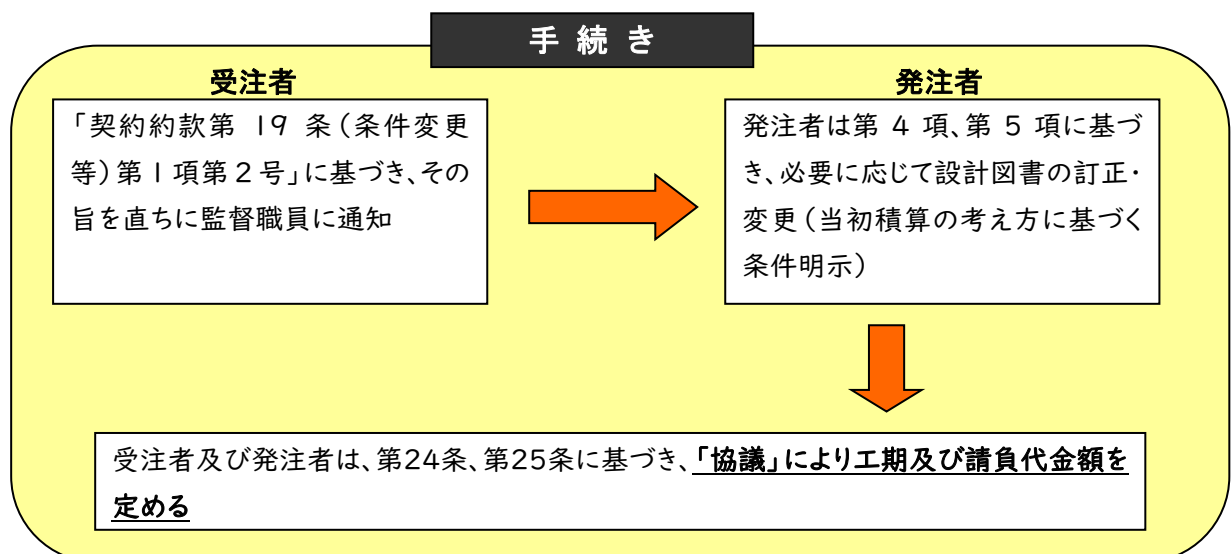 手 続 き
受注者
「契約約款第 19 条(条件変更
等)第1項第2号」に基づき、その
旨を直ちに監督職員に通知
発注者
発注者は第 4 項、第 5 項に基づ
き、必要に応じて設計図書の訂正・
変更(当初積算の考え方に基づく
条件明示)
受注者及び発注者は、第24条、第25条に基づき、「協議」により工期及び請負代金額を
定める